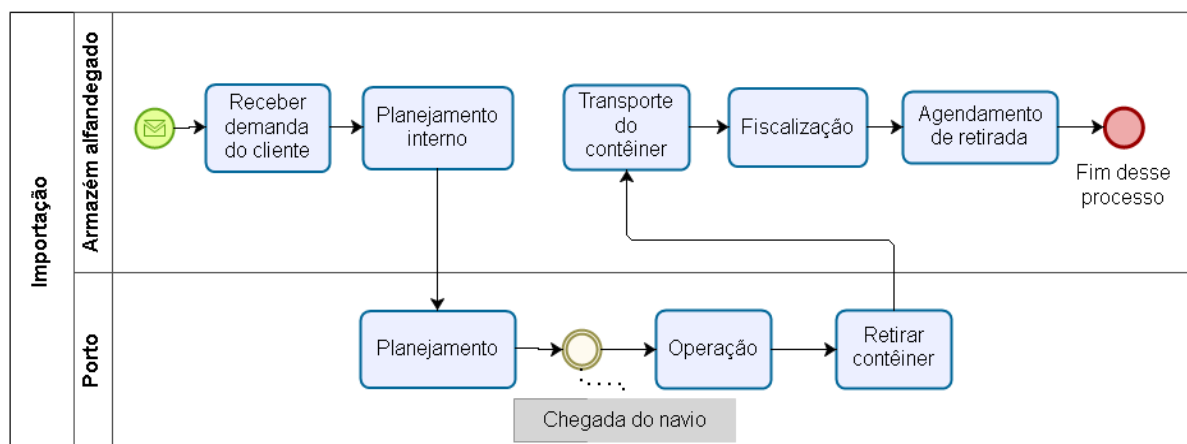 Importação
Armazém alfandegado
Receber
demanda
do cliente
Planejamento
interno
Transporte
do
contêiner
Fiscalização
Agendamento
de retirada
Fim desse
processo
Porto
Planejamento
Chegada do navio
Operação
Retirar
contêiner